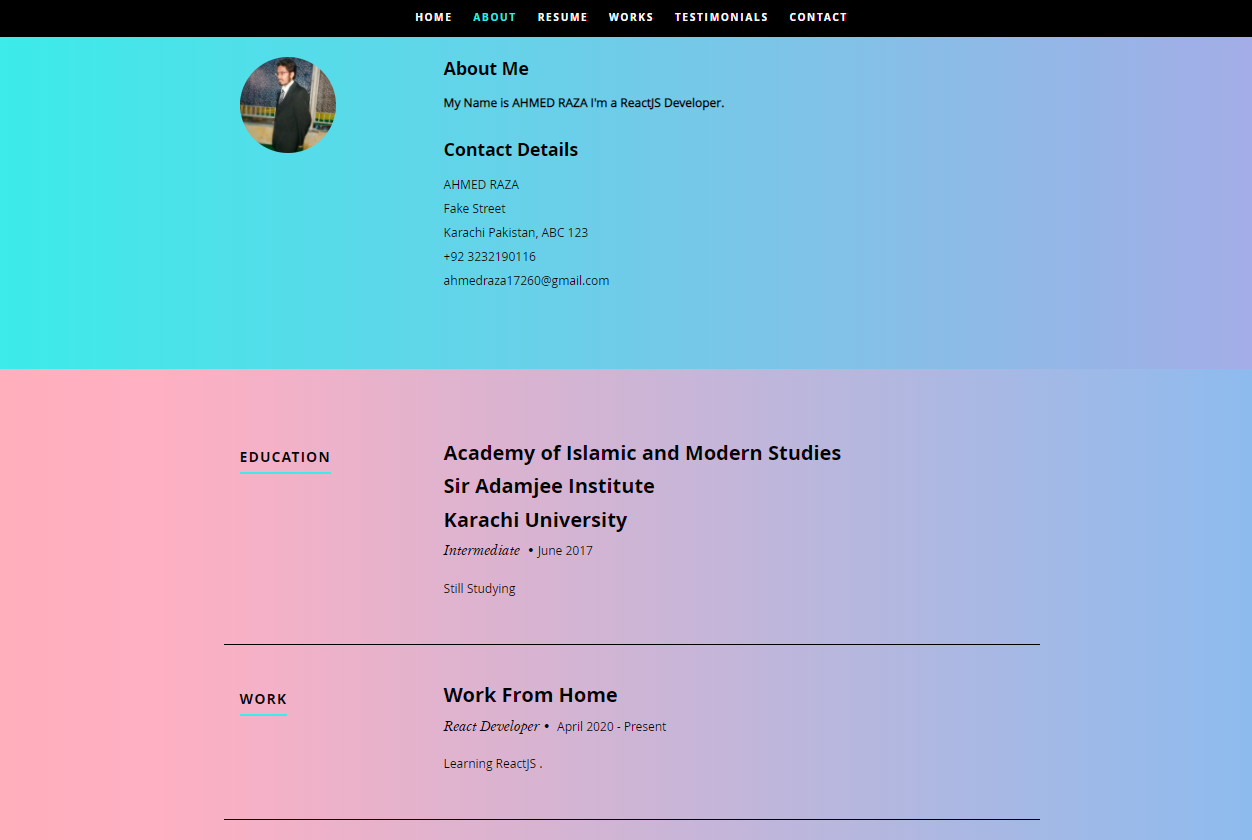 HOME ABOUT RESUME WORKS TESTIMONIALS CONTACT
About Me
My Name is AHMED RAZA I'm a ReactJS Developer.
Contact Details
AHMED RAZA
Fake Street
Karachi Pakistan, ABC 123
+92 3232190116
ahmedraza17260@gmail.com
EDUCATION
Academy of Islamic and Modern Studies
Sir Adamjee Institute
Karachi University
Intermediate • June 2017
Still Studying
WORK
Work From Home
React Developer • April 2020 - Present
Learning ReactJS .